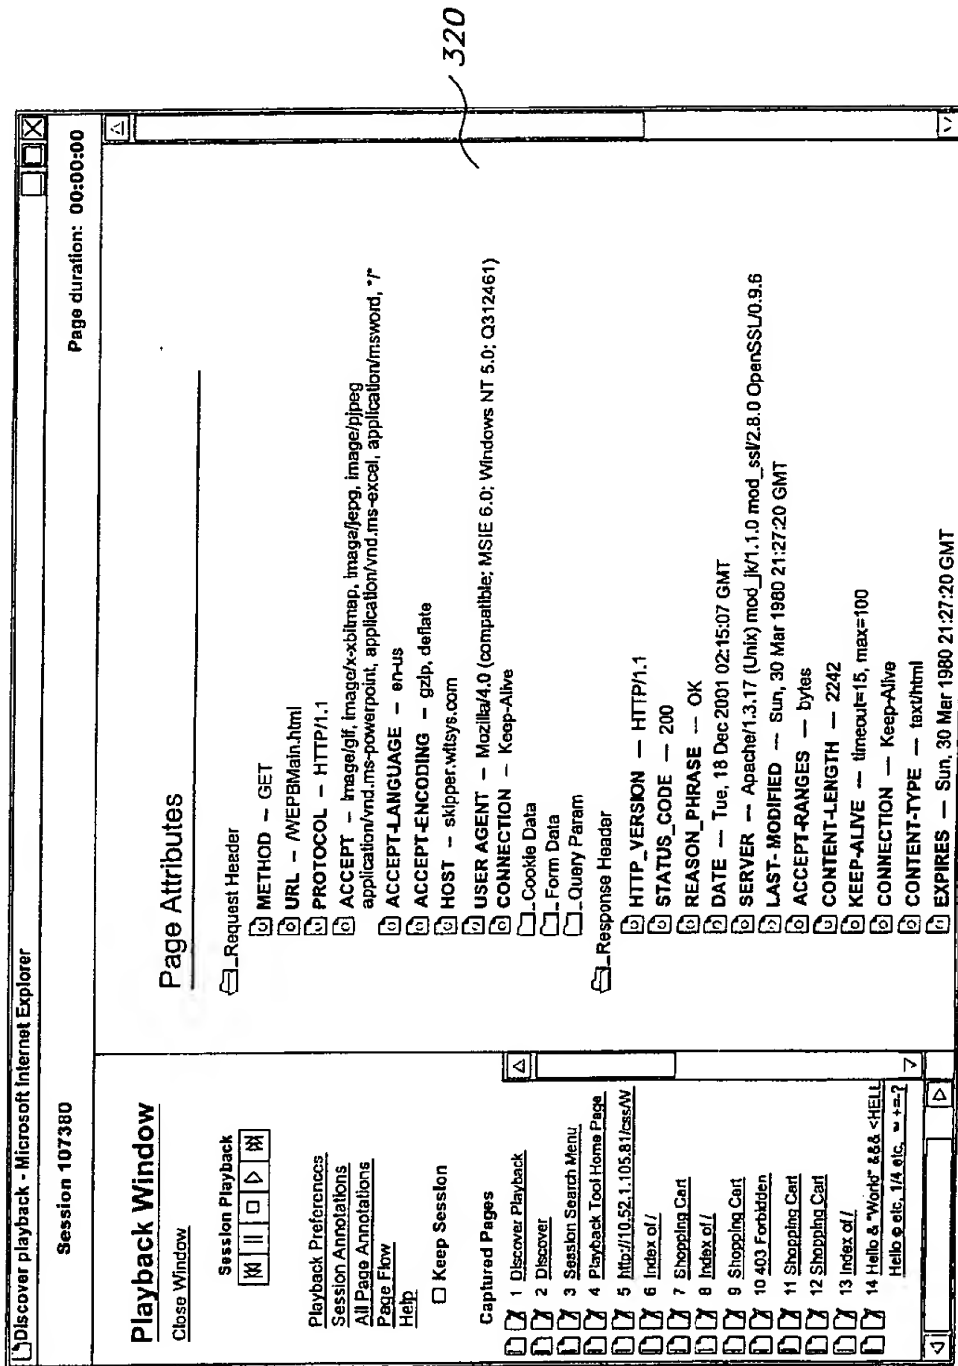 Discover playback - Microsoft Internet Explorer
Session 107380
Page duration: 00:00:00
Playback Window
Close Window
Session Playback
Playback Preferences
Session Annotations
All Page Annotations
Page Flow
Help
Keep Session
Captured Pages
1 Discover Playback
2 Discover
3 Session Search Menu
4 Playback Tool Home Page
5 http://10.52.1.105.81/css/W
6 Index of /
7 Shopping Cart
8 Index of /
9 Shopping Cart
10 403 Forbidden
11 Shopping Cart
12 Shopping Cart
13 Index of /
14 Hello & "World" &&& <HELL
Hello e etc, 1/4 etc, ~ +=-?
Page Attributes
Request Header
METHOD – GET
URL – /WEPBMain.html
PROTOCOL – HTTP/1.1
ACCEPT – Image/gif, image/x-xbitmap, image/jepg, image/pjpeg
application/vnd.ms-powerpoint, application/vnd.ms-excel, application/msword, */*
ACCEPT-LANGUAGE – en-us
ACCEPT-ENCODING – gzip, deflate
HOST – skipper.wltsys.com
USER AGENT – Mozilla/4.0 (compatible; MSIE 6.0; Windows NT 5.0; Q312461)
CONNECTION – Keep-Alive
Cookie Data
Form Data
Query Param
Response Header
HTTP_VERSION — HTTP/1.1
STATUS_CODE — 200
REASON_PHRASE — OK
DATE — Tue, 18 Dec 2001 02:15:07 GMT
SERVER — Apache/1.3.17 (Unix) mod_jk/1.1.0 mod_ssl/2.8.0 OpenSSL/0.9.6
LAST- MODIFIED — Sun, 30 Mar 1980 21:27:20 GMT
ACCEPT-RANGES — bytes
CONTENT-LENGTH — 2242
KEEP-ALIVE — timeout=15, max=100
CONNECTION — Keep-Alive
CONTENT-TYPE — text/html
EXPIRES — Sun, 30 Mar 1980 21:27:20 GMT
320